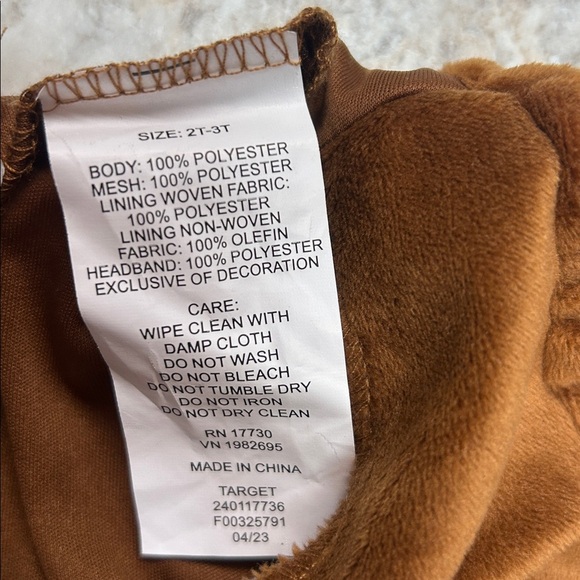 SIZE: 2T-3T
BODY: 100% POLYESTER
MESH: 100% POLYESTER
LINING WOVEN FABRIC:
100% POLYESTER
LINING NON-WOVEN
FABRIC: 100% OLEFIN
HEADBAND: 100% POLYESTER
EXCLUSIVE OF DECORATION
CARE:
WIPE CLEAN WITH
DAMP CLOTH
DO NOT WASH
DO NOT BLEACH
DO NOT TUMBLE DRY
DO NOT IRON
DO NOT DRY CLEAN
RN 17730
VN 1982695
MADE IN CHINA
TARGET
240117736
F00325791
04/23